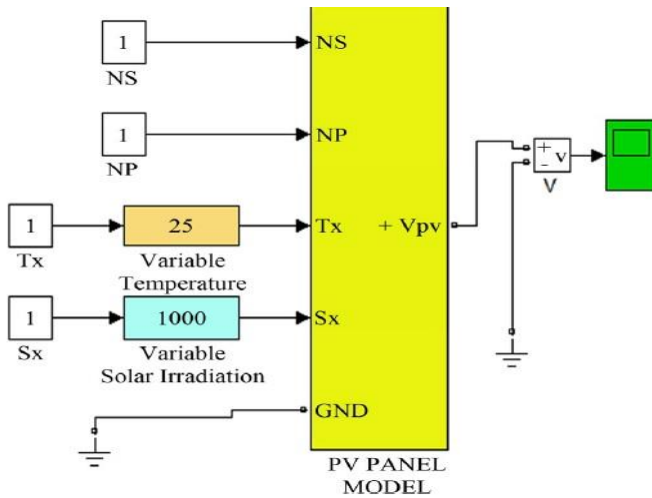 1
NS
NS
1
NP
NP
+
-
v
V
1
25
Tx
+ Vpv
Tx
Variable
Temperature
1
1000
Sx
Sx
Variable
Solar Irradiation
GND
PV PANEL
MODEL